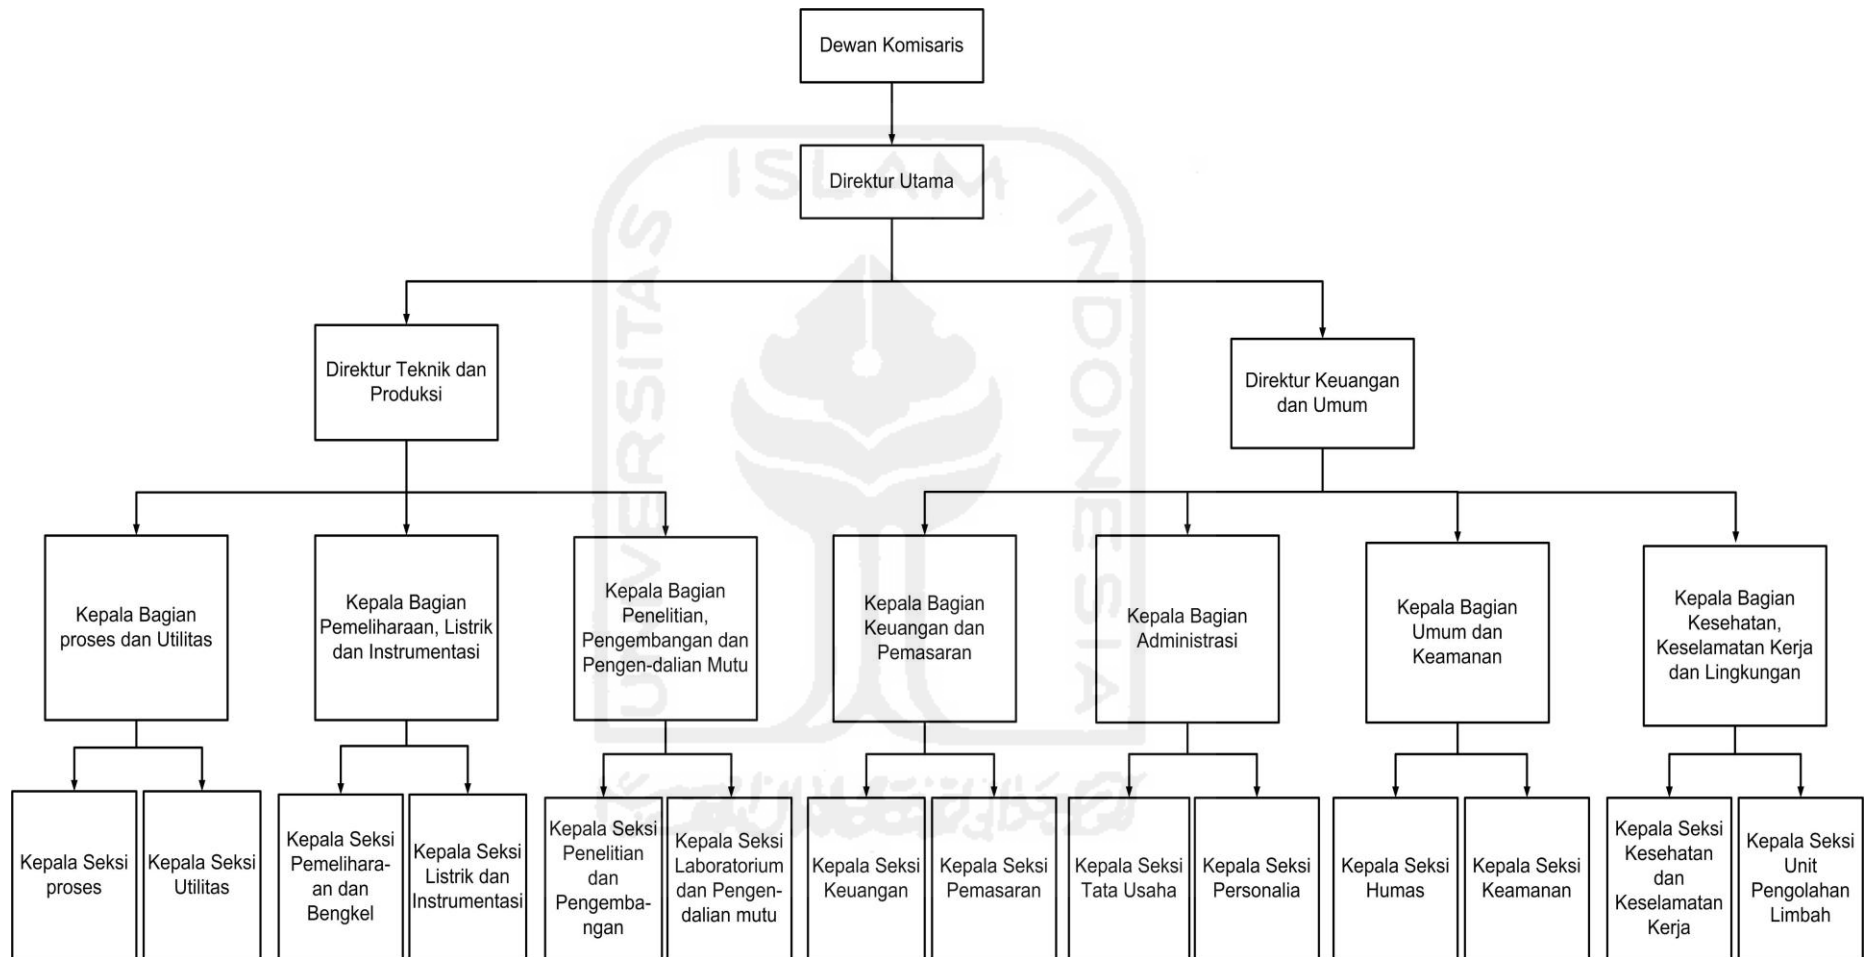 Dewan Komisaris
Direktur Utama
UNIVERSITAS
ISLAM
INDONESIA
Direktur Teknik dan
Produksi
Direktur Keuangan
dan Umum
Kepala Bagian
proses dan Utilitas
Kepala Bagian
Pemeliharaan, Listrik
dan Instrumentasi
Kepala Bagian
Penelitian,
Pengembangan dan
Pengen-dalian Mutu
Kepala Bagian
Keuangan dan
Pemasaran
Kepala Bagian
Administrasi
Kepala Bagian
Umum dan
Keamanan
Kepala Bagian
Kesehatan,
Keselamatan Kerja
dan Lingkungan
Kepala Seksi
proses
Kepala Seksi
Utilitas
Kepala Seksi
Pemelihara-
an dan
Bengkel
Kepala Seksi
Listrik dan
Instrumentasi
Kepala Seksi
Penelitian
dan
Pengemba-
ngan
Kepala Seksi
Laboratorium
dan Pengen-
dalian mutu
Kepala Seksi
Keuangan
Kepala Seksi
Pemasaran
Kepala Seksi
Tata Usaha
Kepala Seksi
Personalia
Kepala Seksi
Humas
Kepala Seksi
Keamanan
Kepala Seksi
Kesehatan
dan
Keselamatan
Kerja
Kepala Seksi
Unit
Pengolahan
Limbah